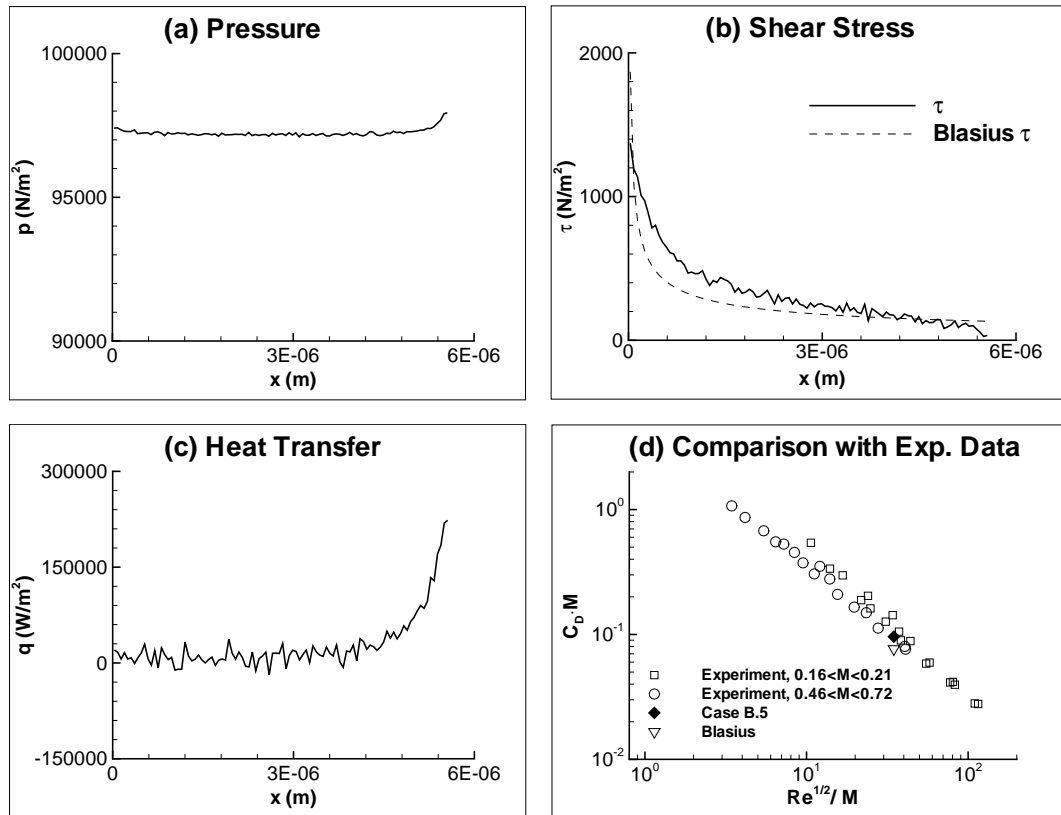 (a) Pressure
100000
95000
90000
p (N/m²)
0
3E-06
6E-06
x (m)
(b) Shear Stress
2000
1000
0
τ (N/m²)
τ
Blasius τ
0
3E-06
6E-06
x (m)
(c) Heat Transfer
300000
150000
0
-150000
q (W/m²)
0
3E-06
6E-06
x (m)
(d) Comparison with Exp. Data
10⁰
10⁻¹
10⁻²
C_D·M
Experiment, 0.16<M<0.21
Experiment, 0.46<M<0.72
Case B.5
Blasius
10⁰
10¹
10²
Re^{1/2}/ M